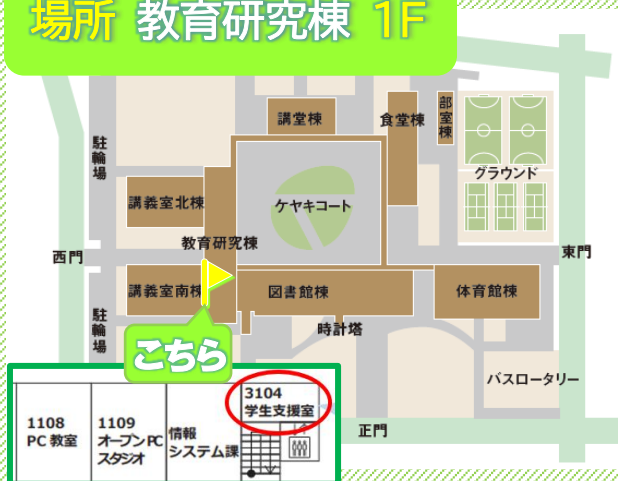 場所 教育研究棟 1F
講堂棟
食堂棟
部室棟
駐輪場
グラウンド
講義室北棟
ケヤキコート
教育研究棟
西門
東門
講義室南棟
図書館棟
体育館棟
駐輪場
時計塔
こちら
バスロータリー
正門
3104
学生支援室
1108
PC 教室
1109
オープン PC
スタジオ
情報
システム課